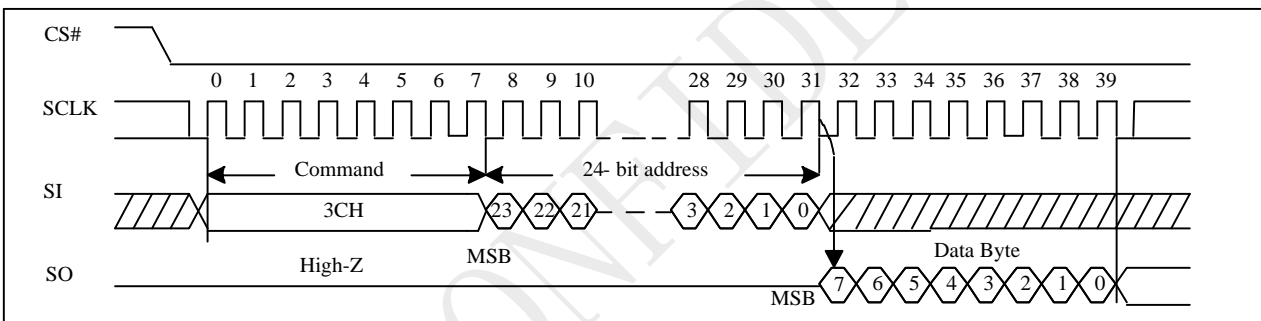 CS#
0 1 2 3 4 5 6 7 8 9 10 28 29 30 31 32 33 34 35 36 37 38 39
SCLK
Command 24- bit address
SI
3CH 23 22 21 3 2 1 0
MSB
High-Z
Data Byte
SO
MSB 7 6 5 4 3 2 1 0